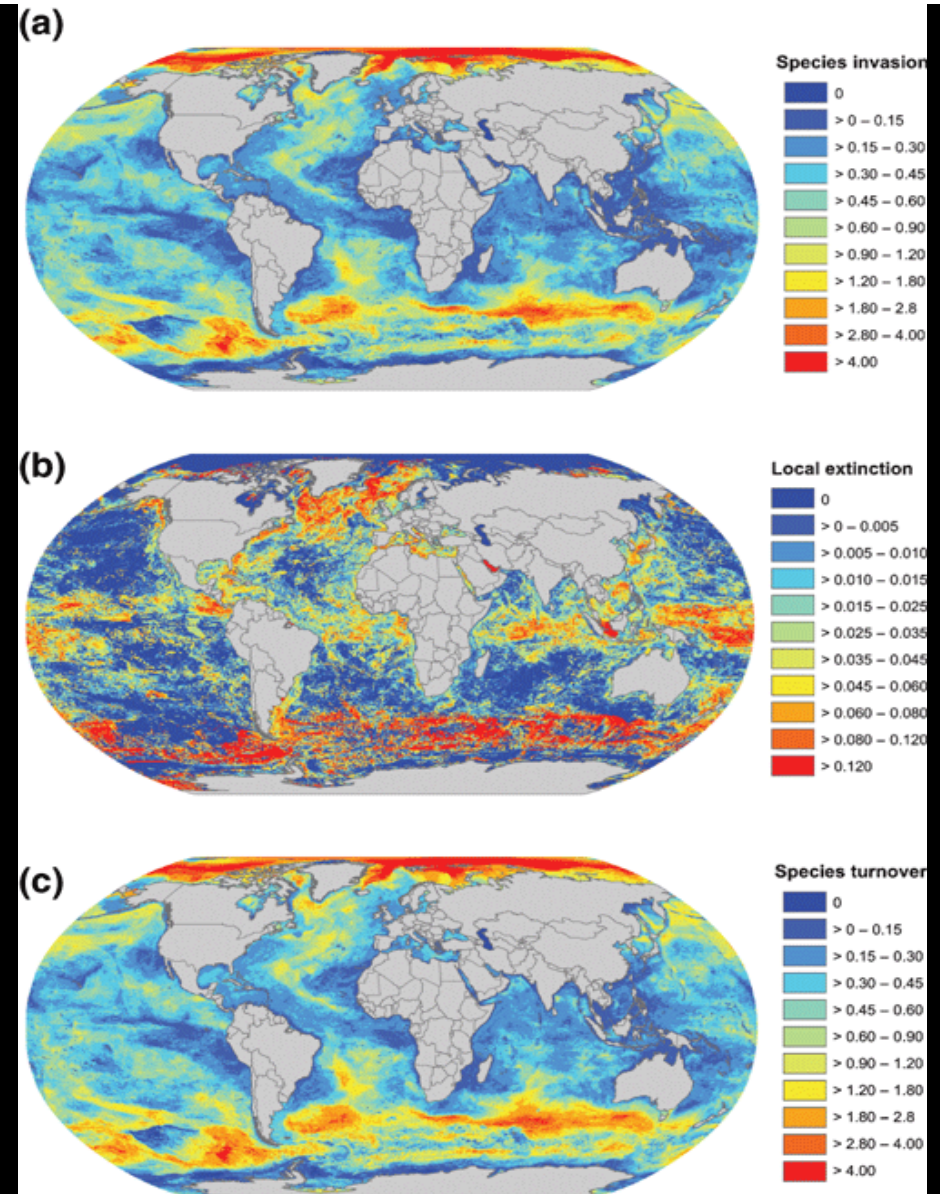 (a)
Species invasion
0
> 0 – 0.15
> 0.15 – 0.30
> 0.30 – 0.45
> 0.45 – 0.60
> 0.60 – 0.90
> 0.90 – 1.20
> 1.20 – 1.80
> 1.80 – 2.8
> 2.80 – 4.00
> 4.00
(b)
Local extinction
0
> 0 – 0.005
> 0.005 – 0.010
> 0.010 – 0.015
> 0.015 – 0.025
> 0.025 – 0.035
> 0.035 – 0.045
> 0.045 – 0.060
> 0.060 – 0.080
> 0.080 – 0.120
> 0.120
(c)
Species turnover
0
> 0 – 0.15
> 0.15 – 0.30
> 0.30 – 0.45
> 0.45 – 0.60
> 0.60 – 0.90
> 0.90 – 1.20
> 1.20 – 1.80
> 1.80 – 2.8
> 2.80 – 4.00
> 4.00